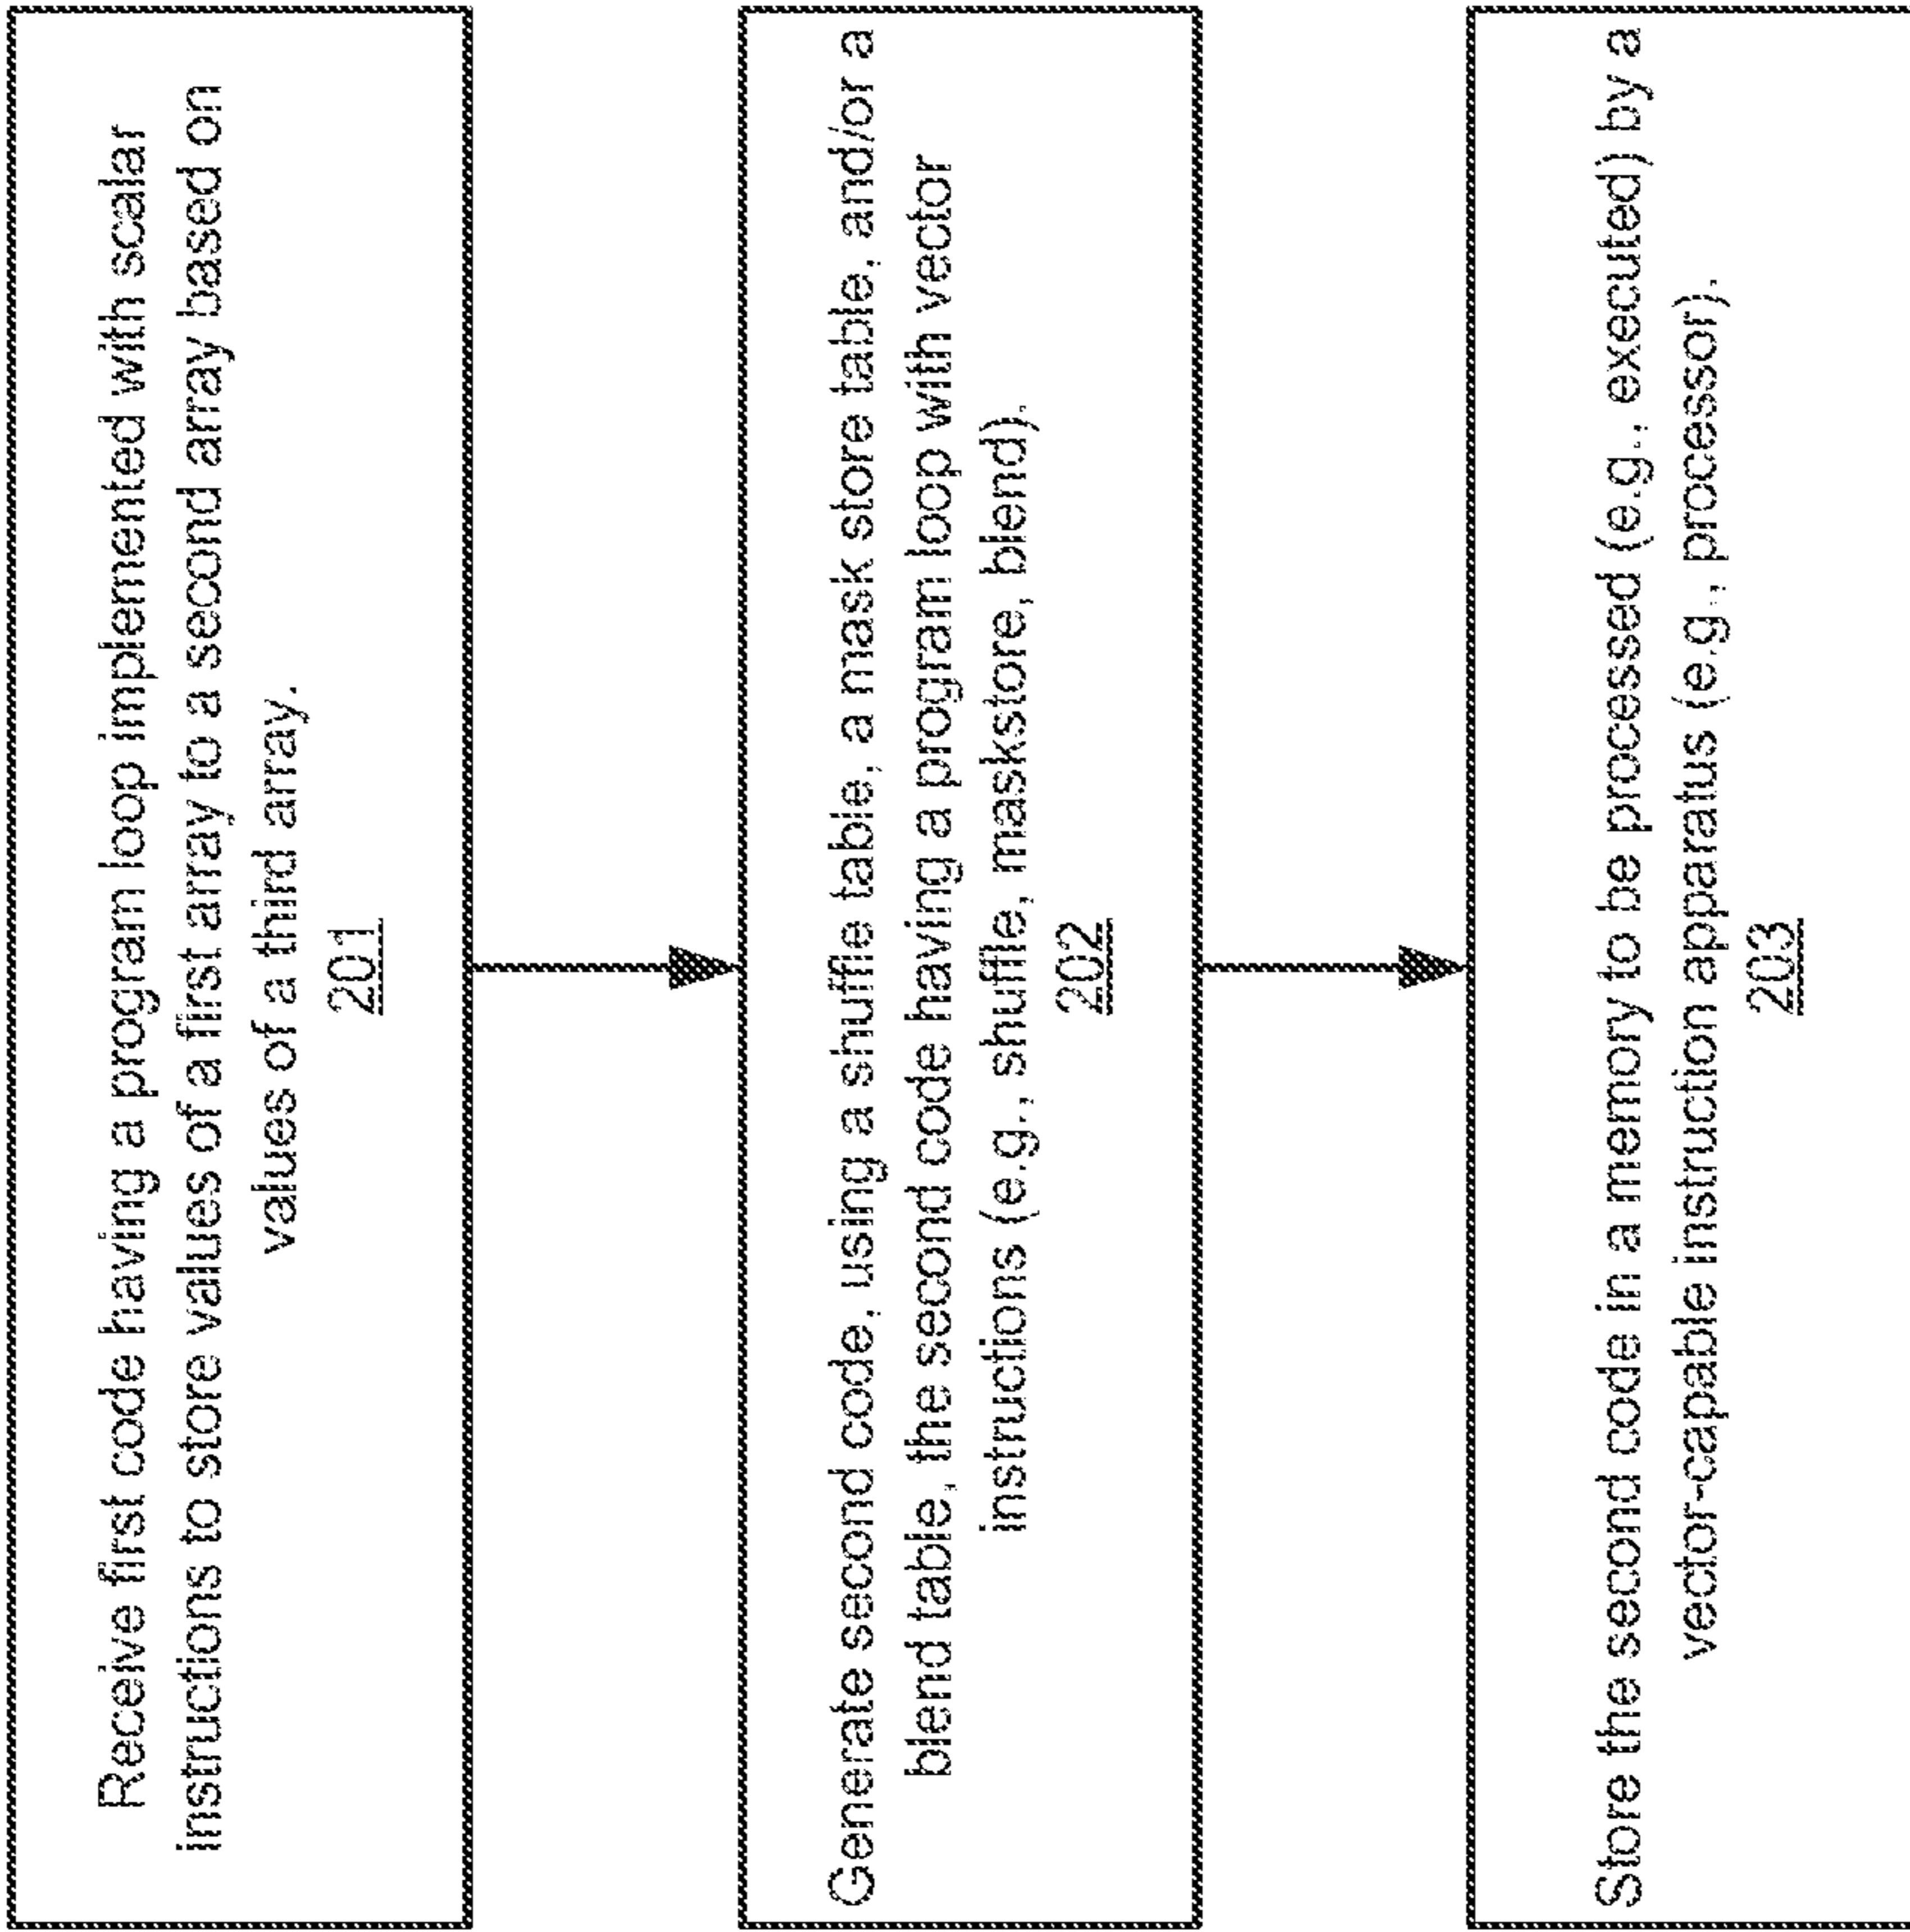 Receive first code having a program loop implemented with scalar
instructions to store values of a first array to a second array based on
values of a third array.
201
Generate second code, using a shuffle table, a mask store table, and/or a
blend table, the second code having a program loop with vector
instructions (e.g., shuffle, maskstore, blend).
202
Store the second code in a memory to be processed (e.g., executed) by a
vector-capable instruction apparatus (e.g., processor).
203